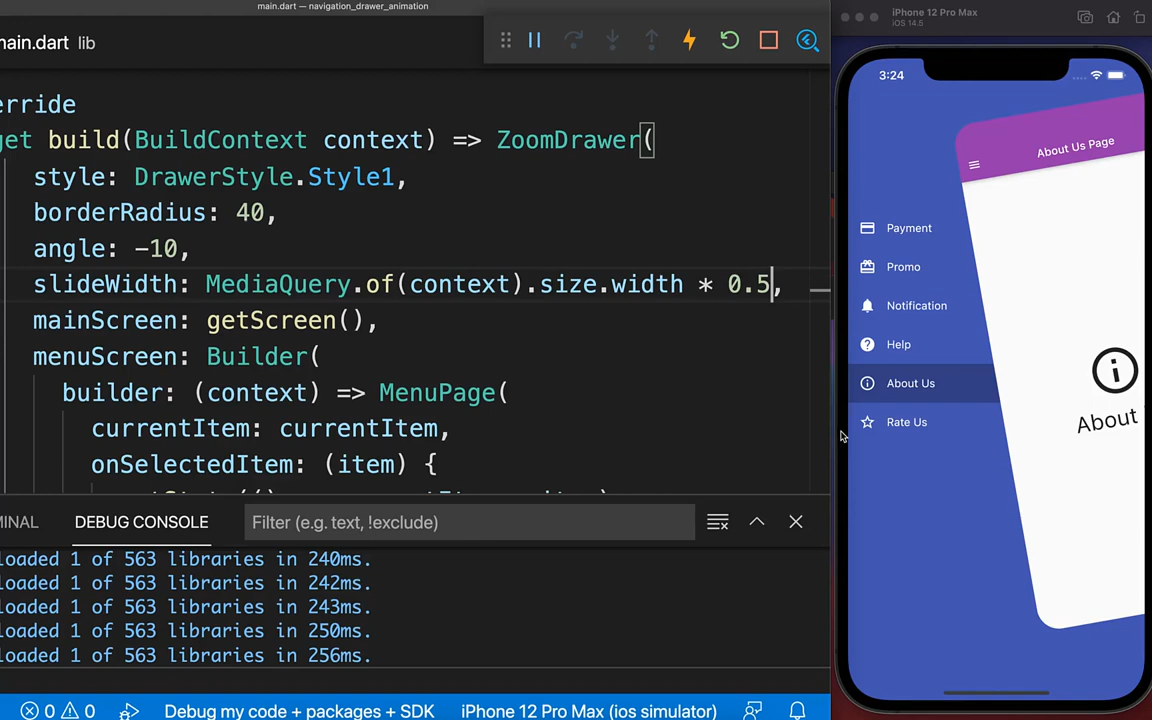 main.dart — navigation_drawer_animation
main.dart lib
erride
get build(BuildContext context) => ZoomDrawer(
style: DrawerStyle.Style1,
borderRadius: 40,
angle: -10,
slideWidth: MediaQuery.of(context).size.width * 0.5,
mainScreen: getScreen(),
menuScreen: Builder(
builder: (context) => MenuPage(
currentItem: currentItem,
onSelectedItem: (item) {
MINAL DEBUG CONSOLE Filter (e.g. text, !exclude)
loaded 1 of 563 libraries in 240ms.
loaded 1 of 563 libraries in 242ms.
loaded 1 of 563 libraries in 243ms.
loaded 1 of 563 libraries in 250ms.
loaded 1 of 563 libraries in 256ms.
0 0 Debug my code + packages + SDK iPhone 12 Pro Max (ios simulator)
iPhone 12 Pro Max
iOS 14.5
3:24
About Us Page
Payment
Promo
Notification
Help
About Us
Rate Us
About